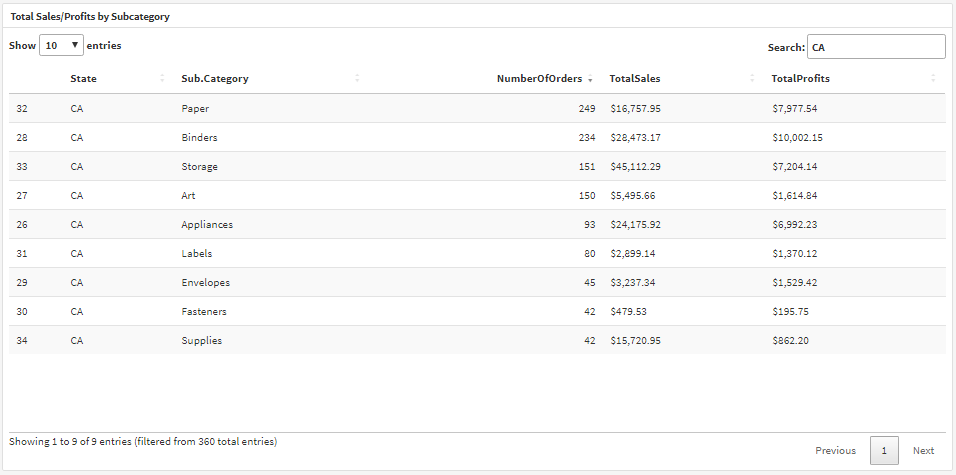 Total Sales/Profits by Subcategory
Show 10 entries Search: CA
State Sub.Category NumberOfOrders TotalSales TotalProfits
32 CA Paper 249 $16,757.95 $7,977.54
28 CA Binders 234 $28,473.17 $10,002.15
33 CA Storage 151 $45,112.29 $7,204.14
27 CA Art 150 $5,495.66 $1,614.84
26 CA Appliances 93 $24,175.92 $6,992.23
31 CA Labels 80 $2,899.14 $1,370.12
29 CA Envelopes 45 $3,237.34 $1,529.42
30 CA Fasteners 42 $479.53 $195.75
34 CA Supplies 42 $15,720.95 $862.20
Showing 1 to 9 of 9 entries (filtered from 360 total entries)
Previous 1 Next